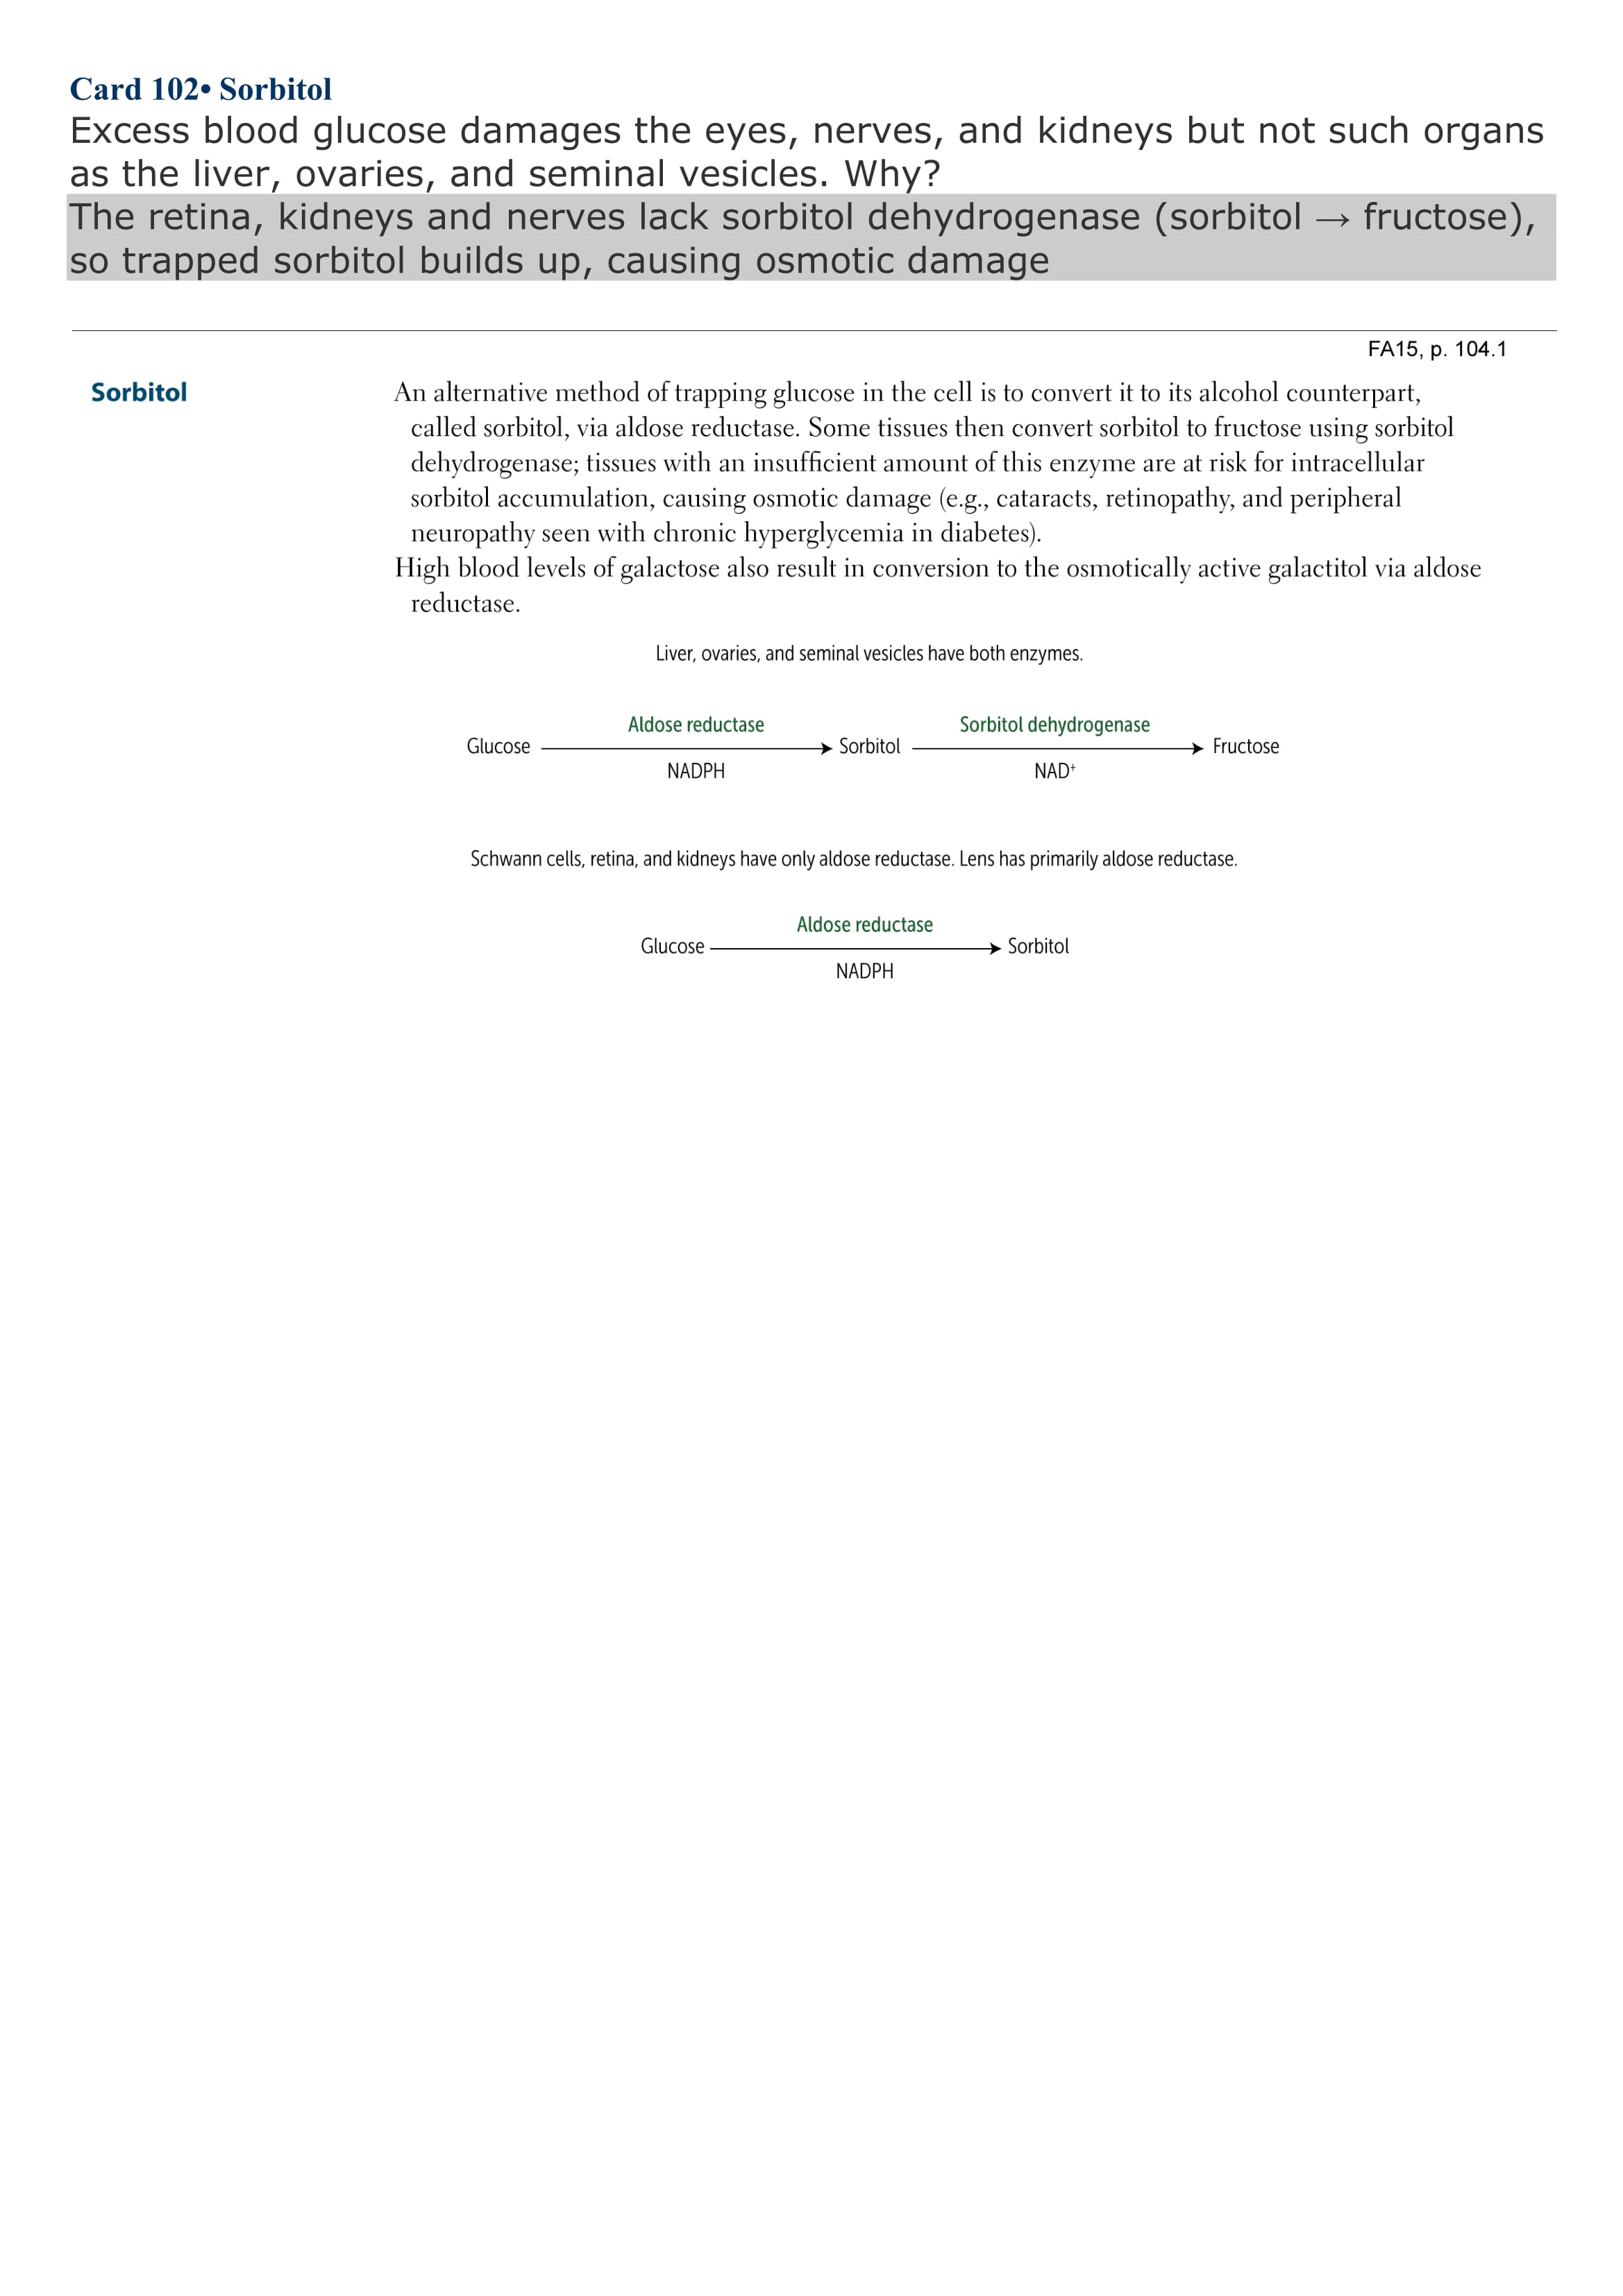 Card 102• Sorbitol
Excess blood glucose damages the eyes, nerves, and kidneys but not such organs
as the liver, ovaries, and seminal vesicles. Why?
The retina, kidneys and nerves lack sorbitol dehydrogenase (sorbitol → fructose),
so trapped sorbitol builds up, causing osmotic damage
FA15, p. 104.1
Sorbitol
An alternative method of trapping glucose in the cell is to convert it to its alcohol counterpart,
called sorbitol, via aldose reductase. Some tissues then convert sorbitol to fructose using sorbitol
dehydrogenase; tissues with an insufficient amount of this enzyme are at risk for intracellular
sorbitol accumulation, causing osmotic damage (e.g., cataracts, retinopathy, and peripheral
neuropathy seen with chronic hyperglycemia in diabetes).
High blood levels of galactose also result in conversion to the osmotically active galactitol via aldose
reductase.
Liver, ovaries, and seminal vesicles have both enzymes.
Aldose reductase Sorbitol dehydrogenase
Glucose Sorbitol Fructose
NADPH NAD⁺
Schwann cells, retina, and kidneys have only aldose reductase. Lens has primarily aldose reductase.
Aldose reductase
Glucose Sorbitol
NADPH